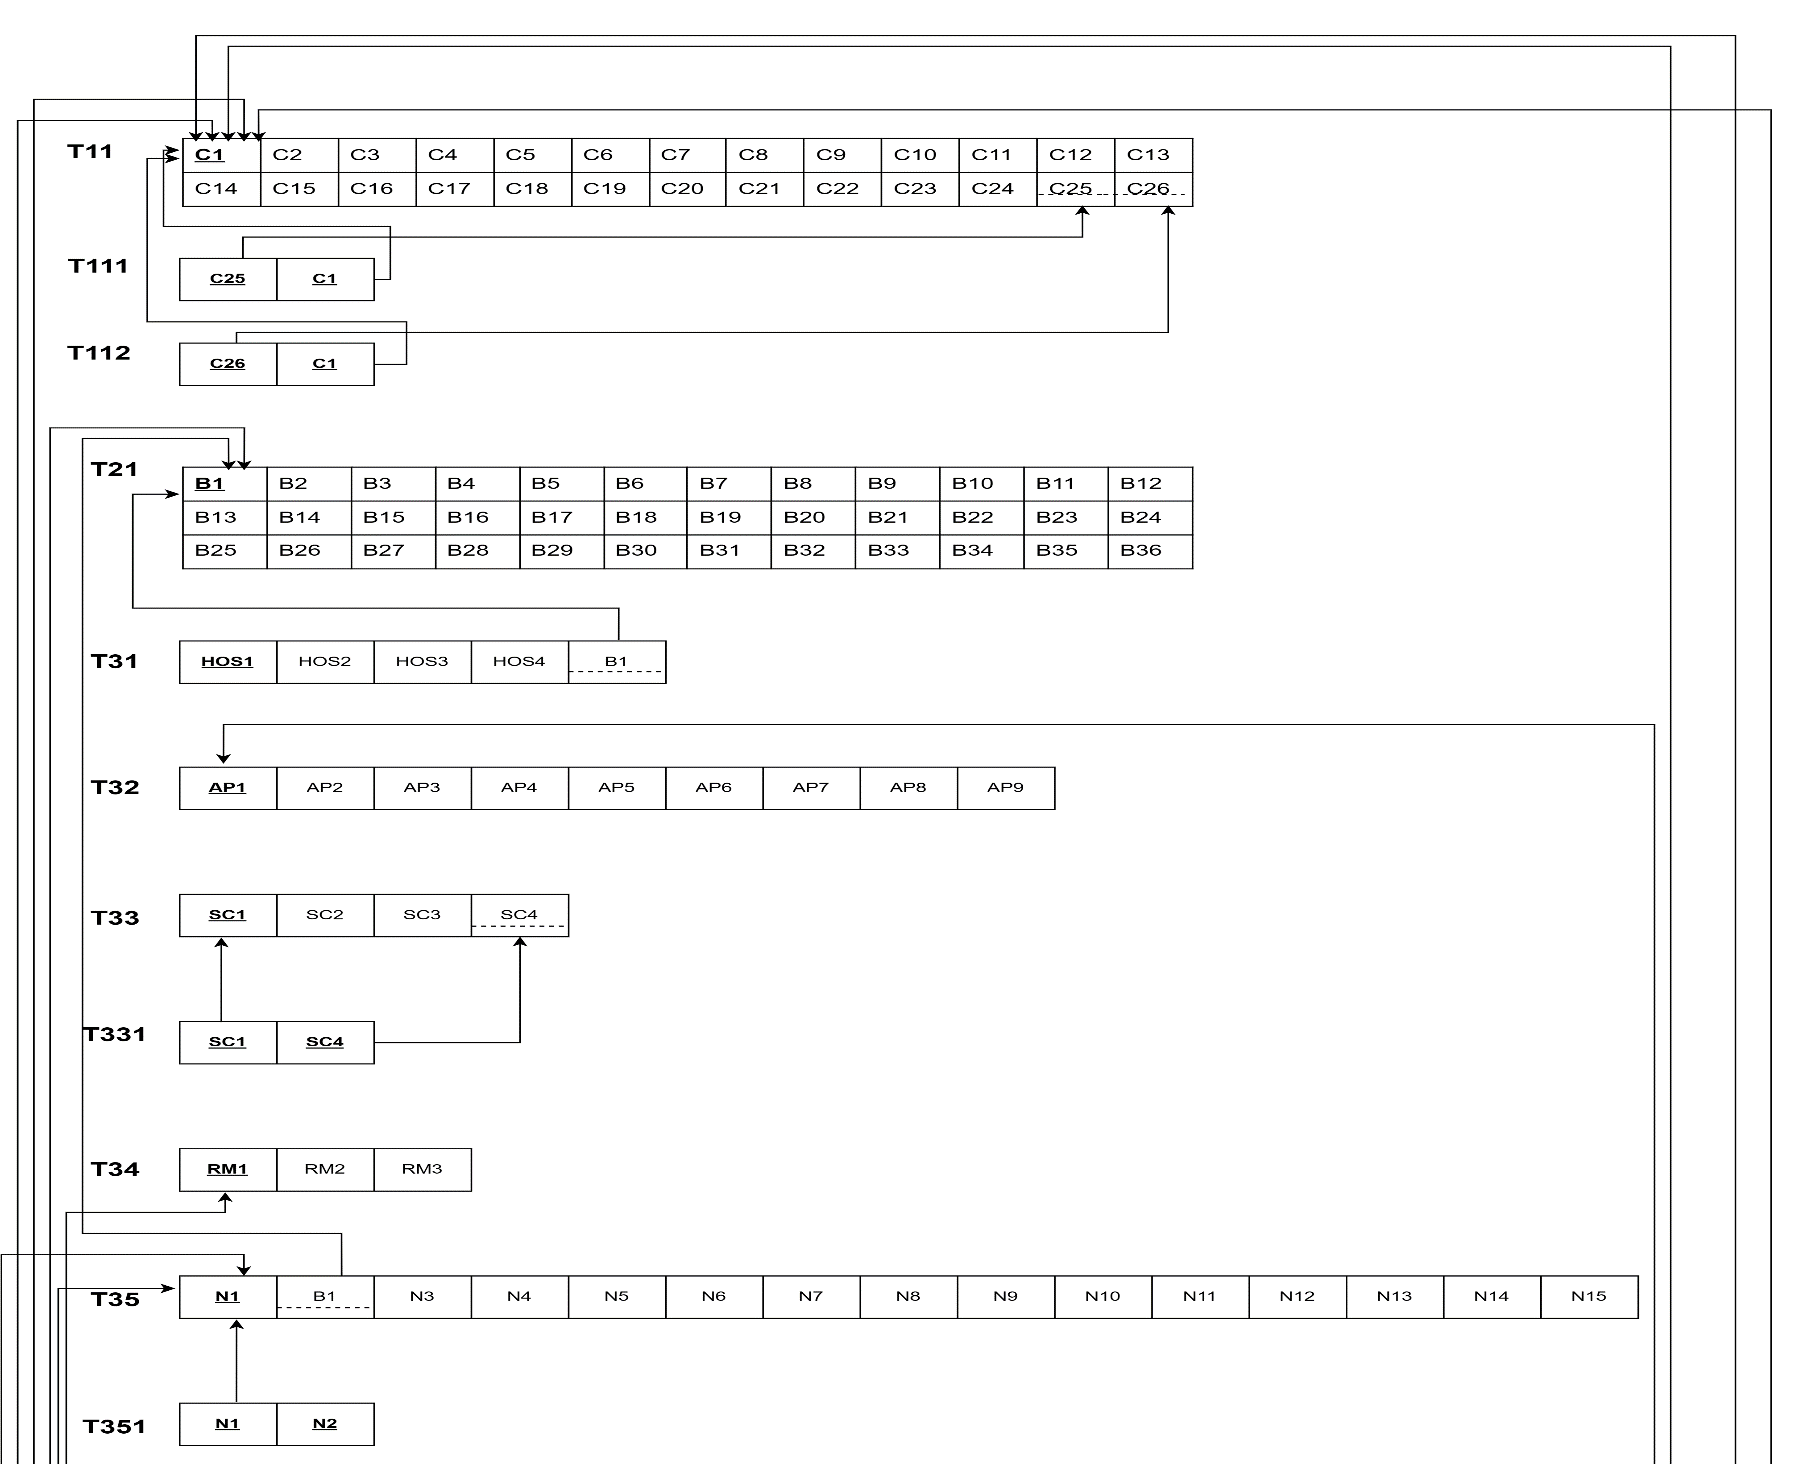 T11 C1 C2 C3 C4 C5 C6 C7 C8 C9 C10 C11 C12 C13
C14 C15 C16 C17 C18 C19 C20 C21 C22 C23 C24 C25 C26
T111 C25 C1
T112 C26 C1
T21 B1 B2 B3 B4 B5 B6 B7 B8 B9 B10 B11 B12
B13 B14 B15 B16 B17 B18 B19 B20 B21 B22 B23 B24
B25 B26 B27 B28 B29 B30 B31 B32 B33 B34 B35 B36
T31 HOS1 HOS2 HOS3 HOS4 B1
T32 AP1 AP2 AP3 AP4 AP5 AP6 AP7 AP8 AP9
T33 SC1 SC2 SC3 SC4
T331 SC1 SC4
T34 RM1 RM2 RM3
T35 N1 B1 N3 N4 N5 N6 N7 N8 N9 N10 N11 N12 N13 N14 N15
T351 N1 N2